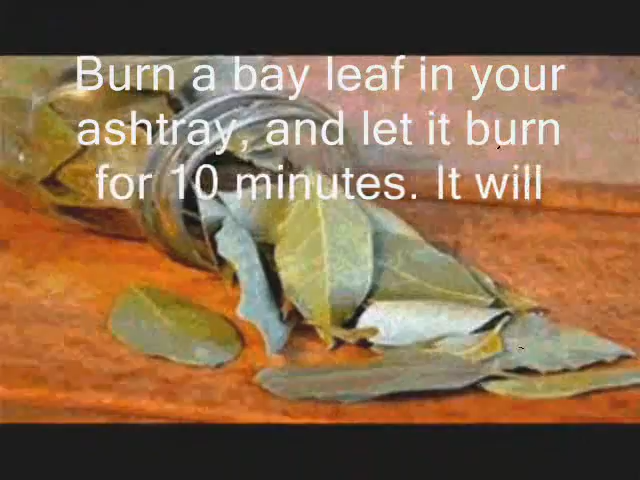 Burn a bay leaf in your
ashtray, and let it burn
for 10 minutes. It will